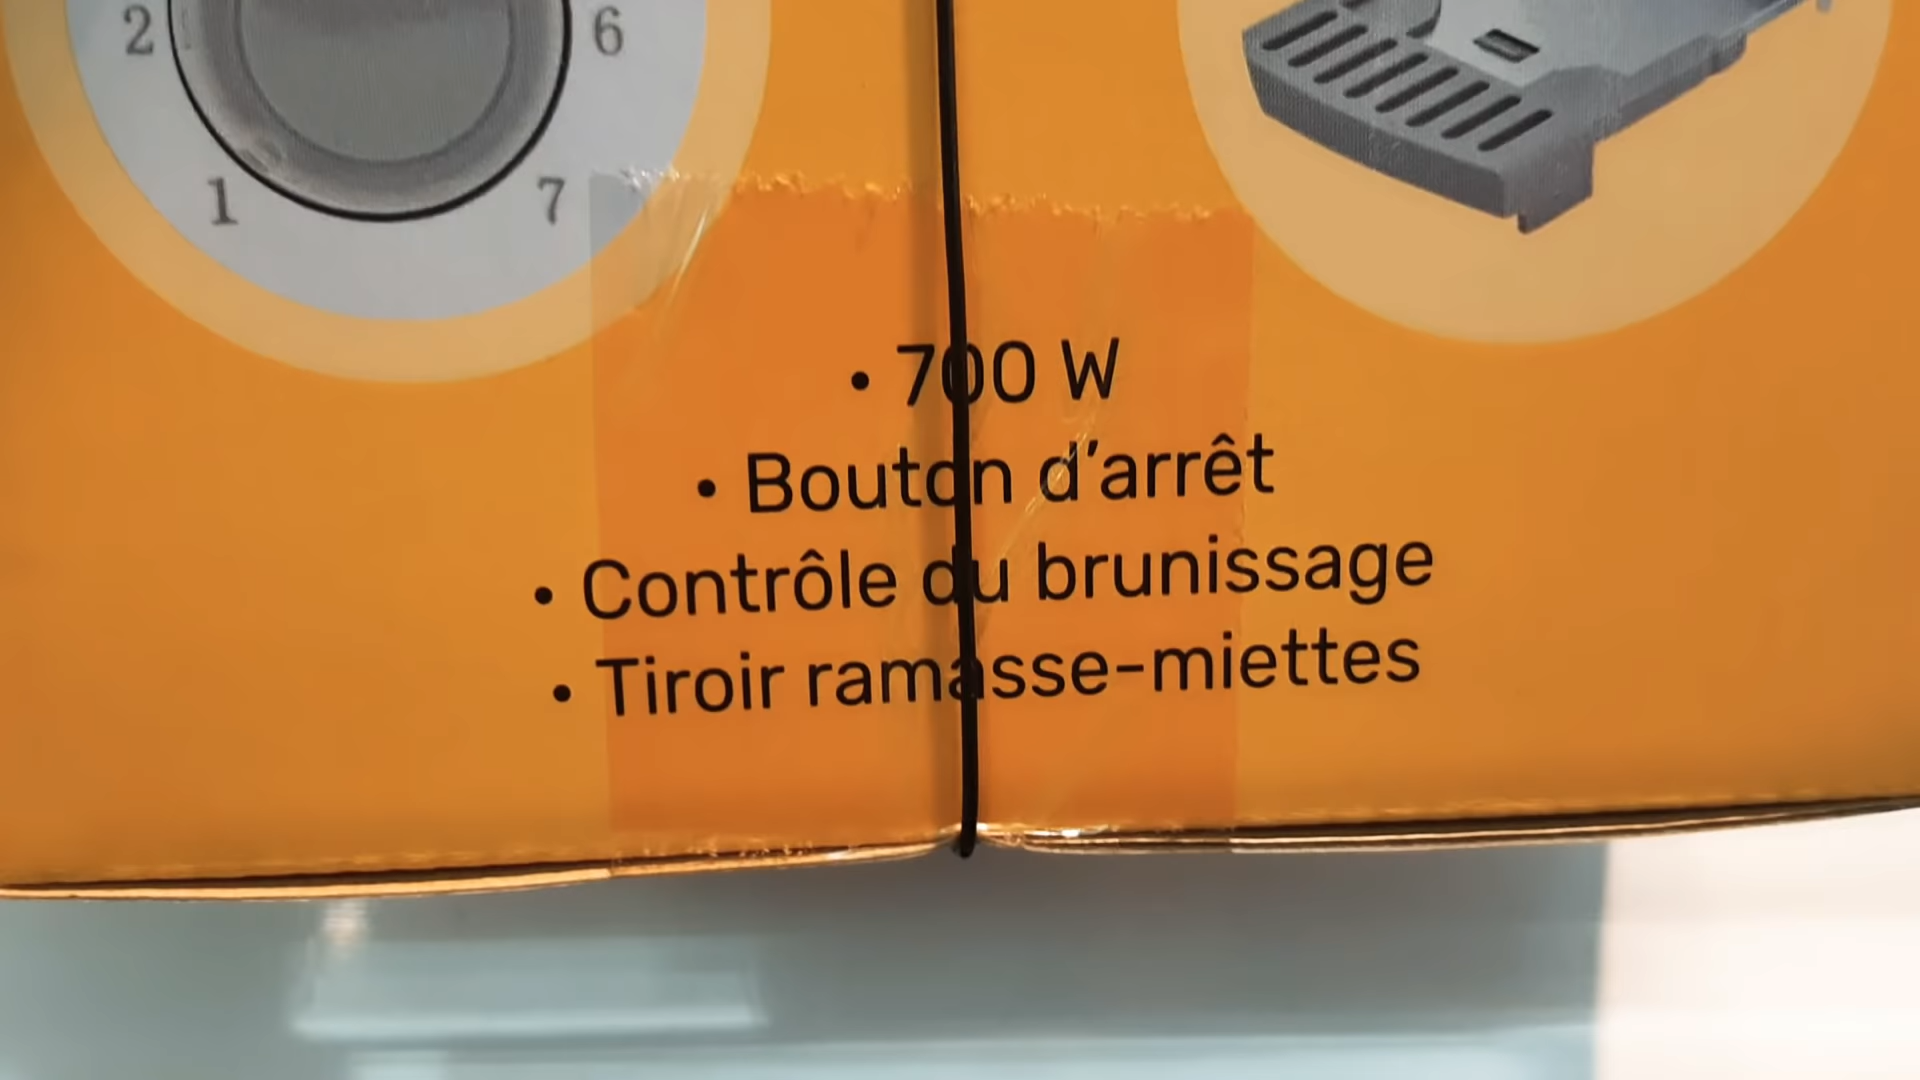 2 6
1 7
• 700 W
• Bouton d'arrêt
• Contrôle du brunissage
• Tiroir ramasse-miettes